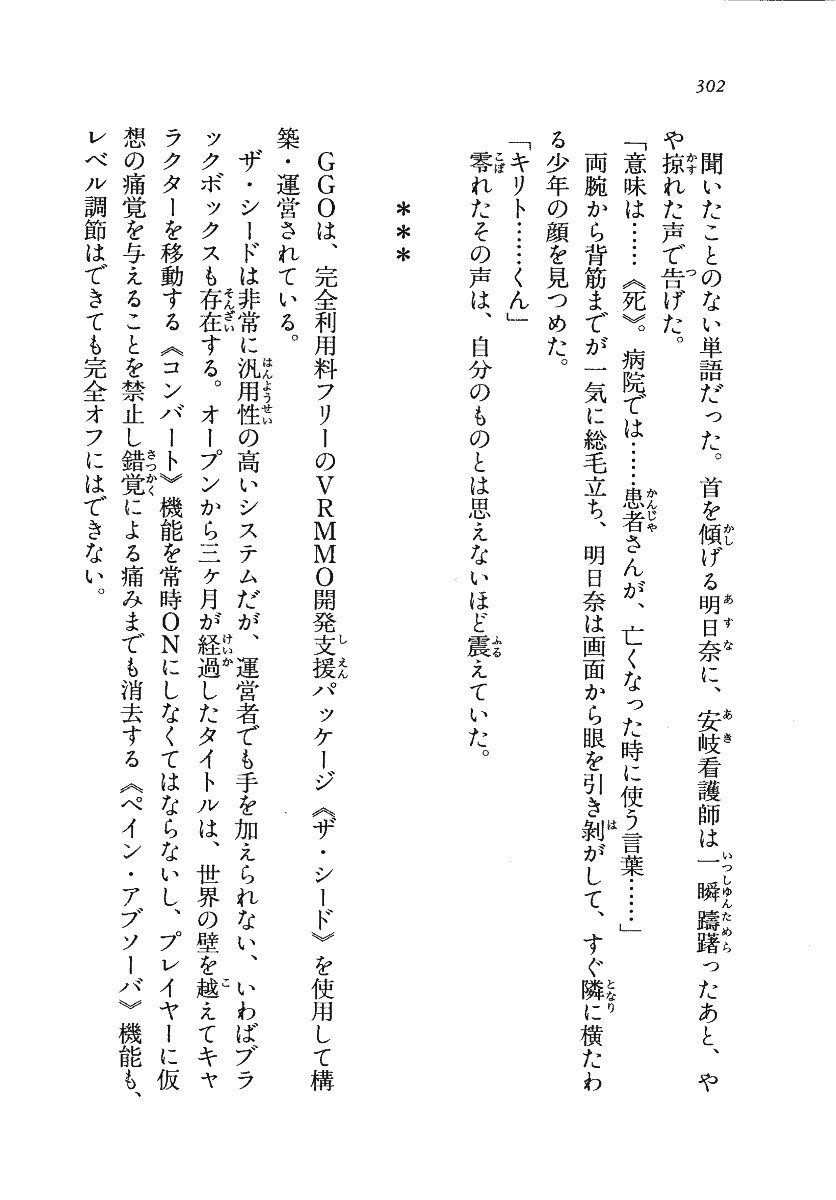 302
聞いたことのない単語だった。首を傾げる明日奈に、安岐看護師は一瞬躊躇ったあと、や
や掠れた声で告げた。
「意味は……《死》。病院では……患者さんが、亡くなった時に使う言葉……」
両腕から背筋までが一気に総毛立ち、明日奈は画面から眼を引き剥がして、すぐ隣に横たわ
る少年の顔を見つめた。
「キリト……くん」
零れたその声は、自分のものとは思えないほど震えていた。
＊＊＊
GGOは、完全利用料フリーのVRMMO開発支援パッケージ《ザ・シード》を使用して構
築・運営されている。
ザ・シードは非常に汎用性の高いシステムだが、運営者でも手を加えられない、いわばブラ
ックボックスも存在する。オープンから三ヶ月が経過したタイトルは、世界の壁を越えてキャ
ラクターを移動する《コンバート》機能を常時ONにしなくてはならないし、プレイヤーに仮
想の痛覚を与えることを禁止し錯覚による痛みまでも消去する《ペイン・アブソーバ》機能も、
レベル調節はできても完全オフにはできない。